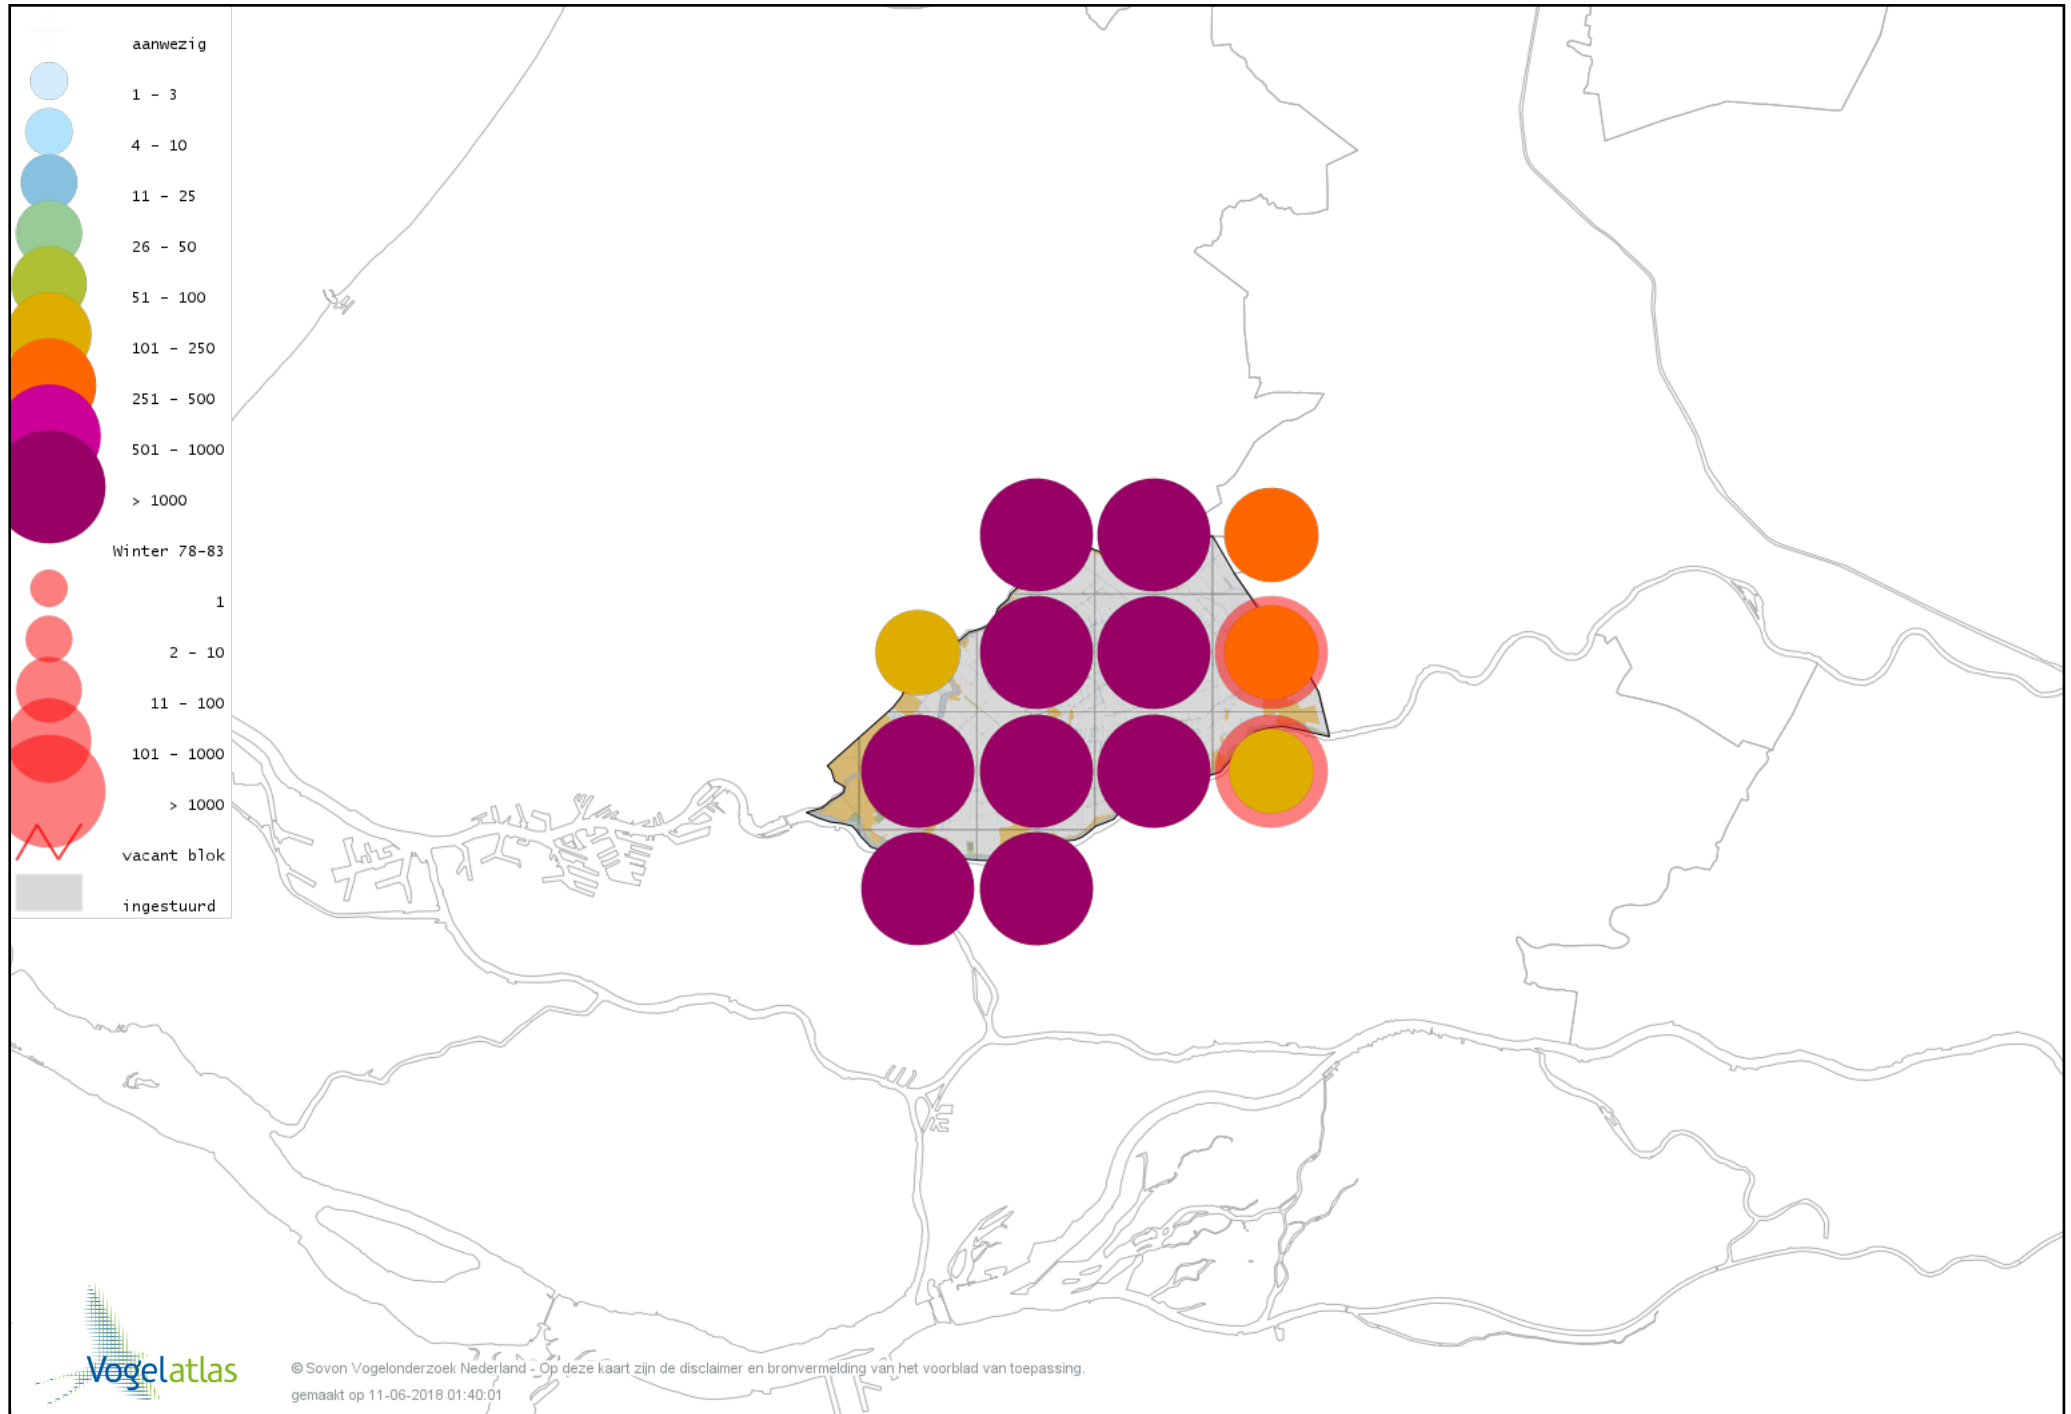 aanwezig
1 - 3
4 - 10
11 - 25
26 - 50
51 - 100
101 - 250
251 - 500
501 - 1000
> 1000
Winter 78-83
1
2 - 10
11 - 100
101 - 1000
> 1000
vacant blok
ingestuurd
Vogelatlas
© Sovon Vogelonderzoek Nederland - Op deze kaart zijn de disclaimer en bronvermelding van het voorblad van toepassing.
gemaakt op 11-06-2018 01:40:01